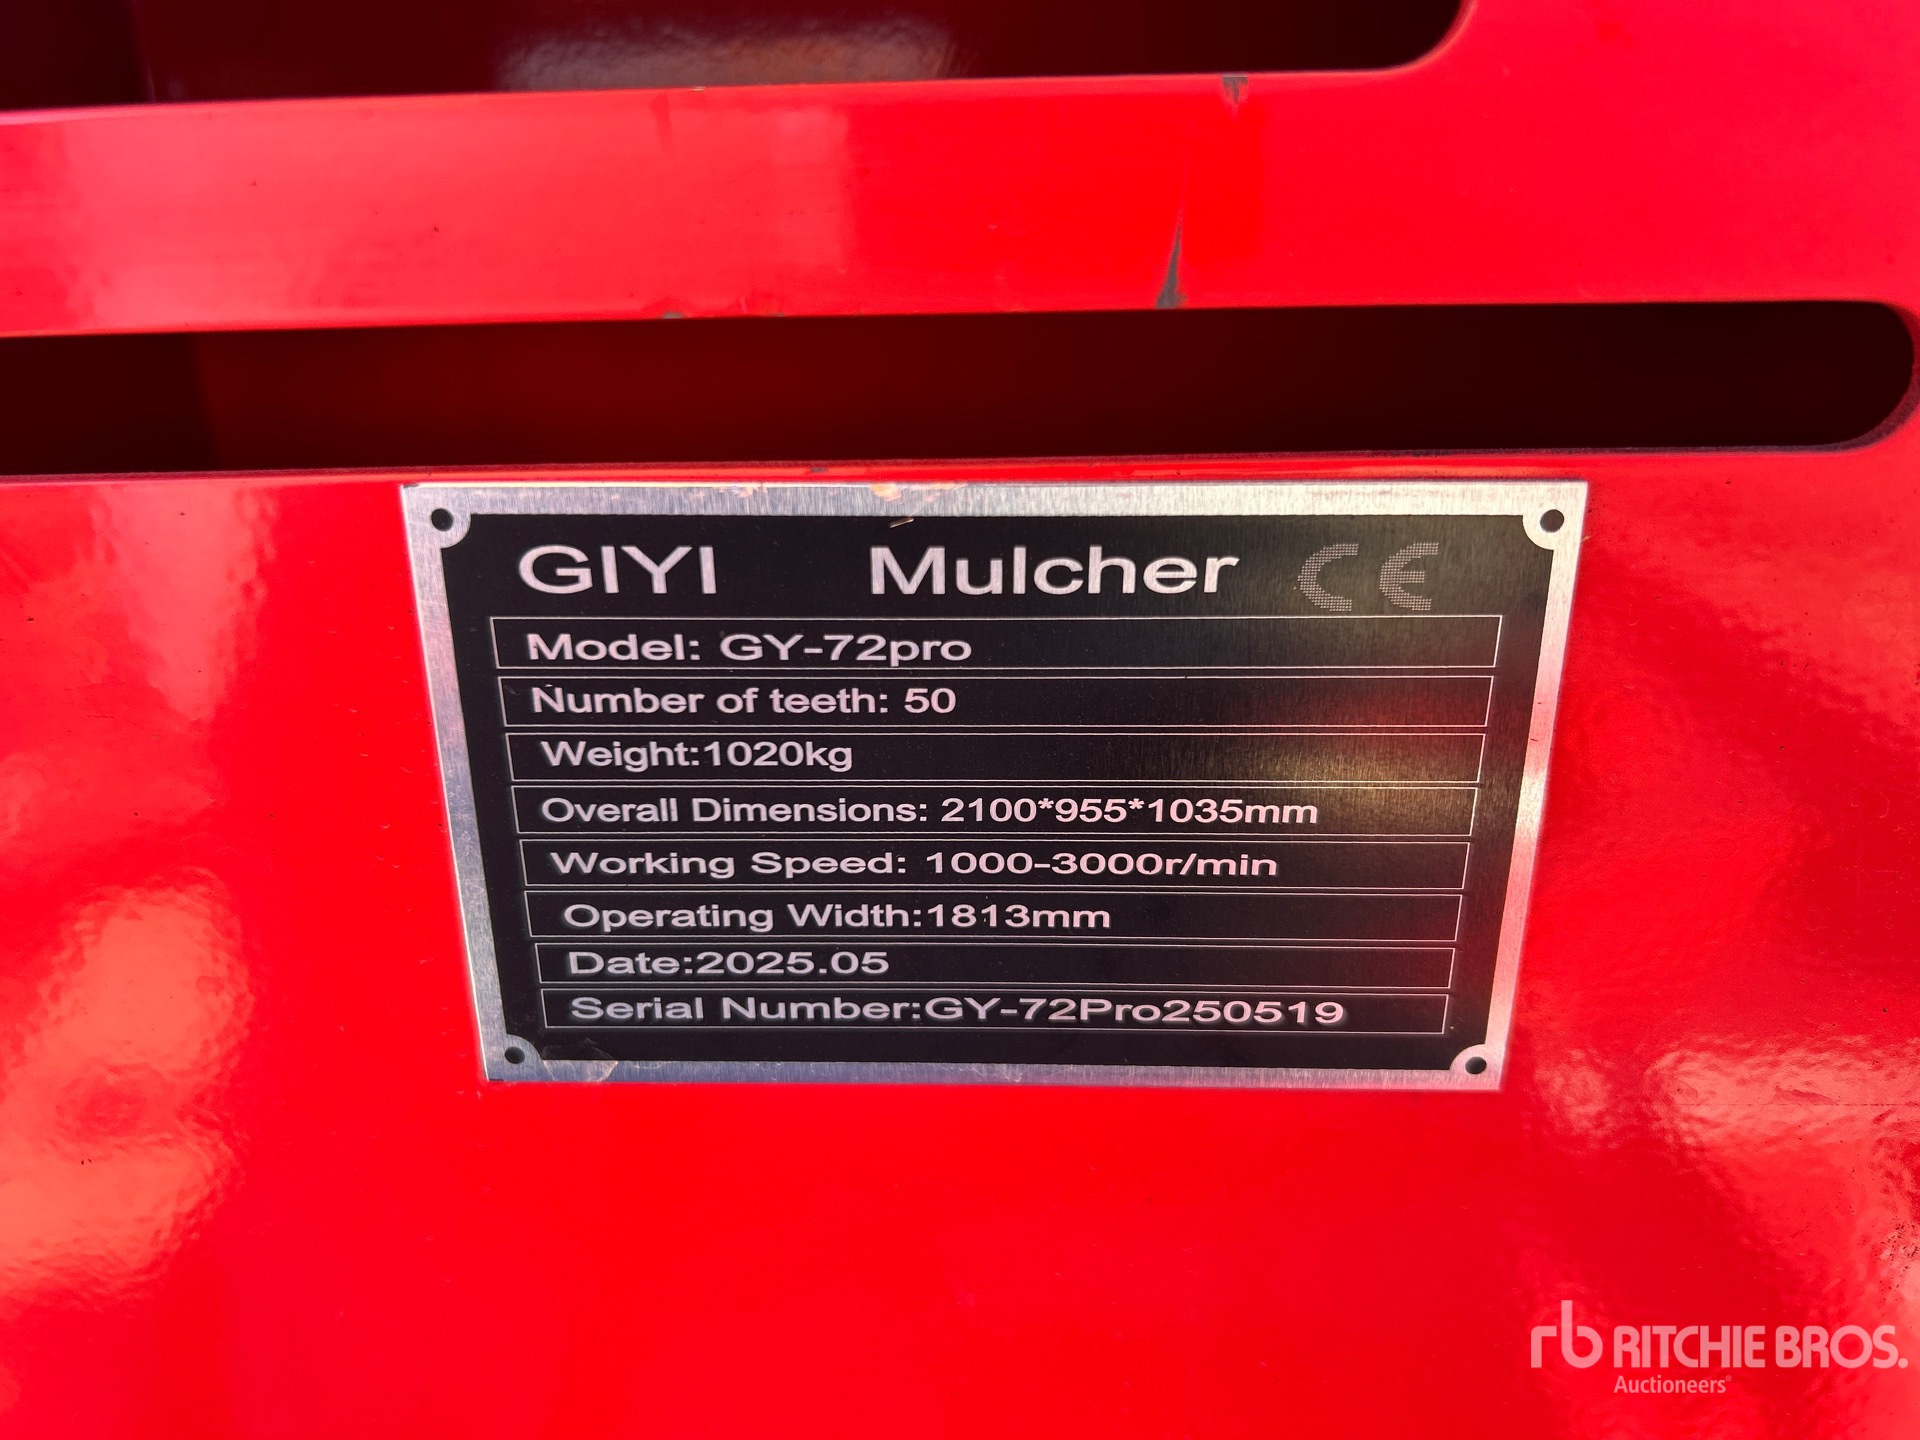 GIYI Mulcher CE
Model: GY-72pro
Number of teeth: 50
Weight:1020kg
Overall Dimensions: 2100*955*1035mm
Working Speed: 1000-3000r/min
Operating Width:1813mm
Date:2025.05
Serial Number:GY-72Pro250519
rb RITCHIE BROS.
Auctioneers